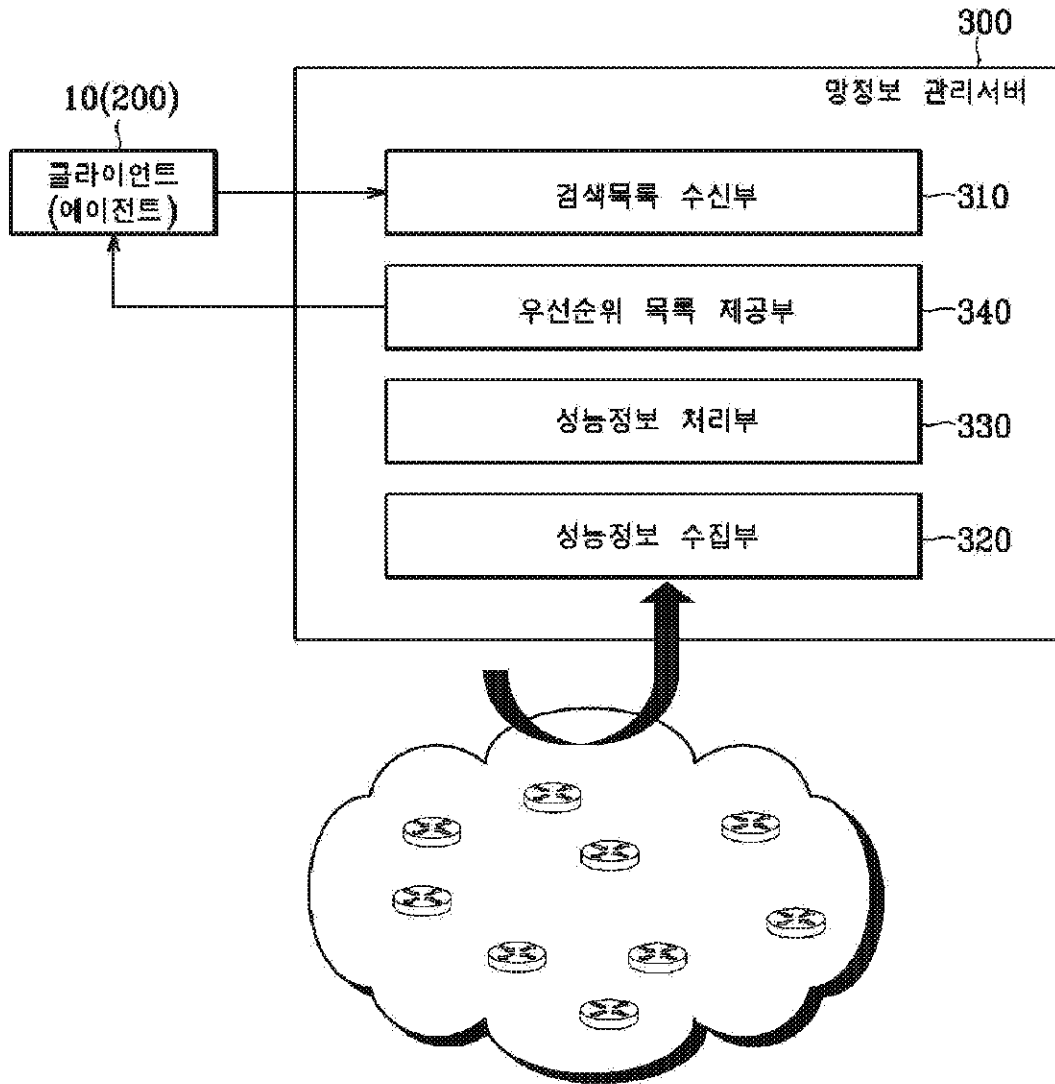 300
망정보 관리서버
10(200)
클라이언트
(에이전트)
검색목록 수신부
310
우선순위 목록 제공부
340
성능정보 처리부
330
성능정보 수집부
320